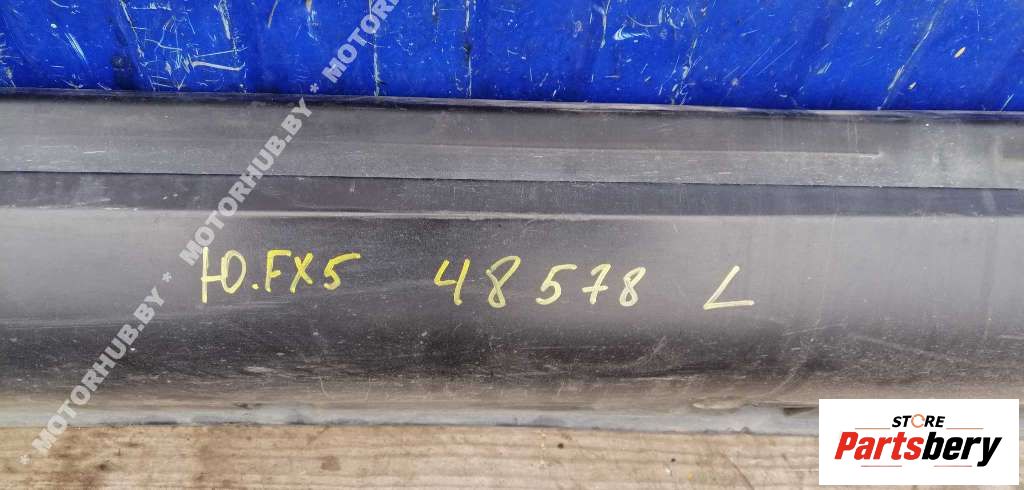 * MOTORHUB.BY * MOTORHUB.BY * MOTORHUB.BY *
Ю.FX5 48578 L
STORE
Partsbery